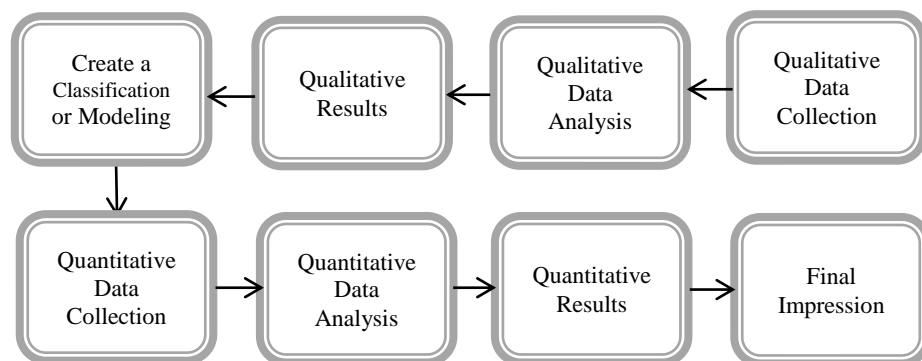 Create a
Classification
or Modeling
Qualitative
Results
Qualitative
Data
Analysis
Qualitative
Data
Collection
Quantitative
Data
Collection
Quantitative
Data
Analysis
Quantitative
Results
Final
Impression